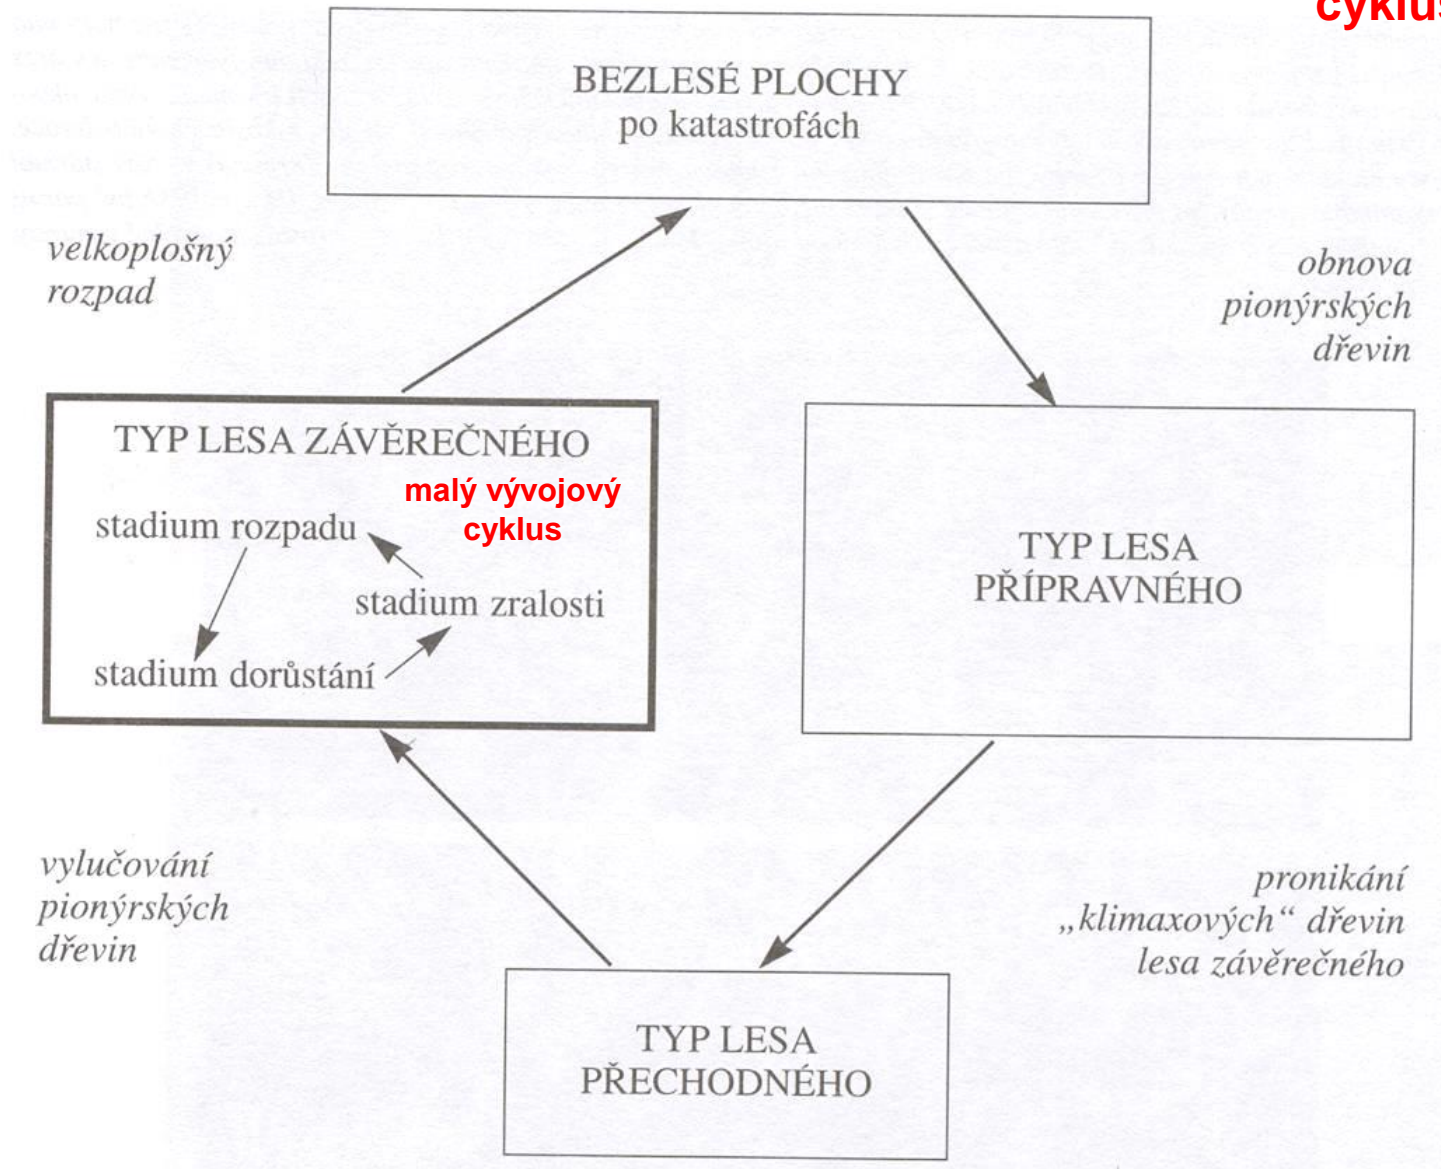 cyklus
BEZLESÉ PLOCHY
po katastrofách
velkoplošný
rozpad
obnova
pionýrských
dřevin
TYP LESA ZÁVĚREČNÉHO
malý vývojový
cyklus
stadium rozpadu
stadium zralosti
stadium dorůstání
TYP LESA
PŘÍPRAVNÉHO
vylučování
pionýrských
dřevin
pronikání
„klimaxových“ dřevin
lesa závěrečného
TYP LESA
PŘECHODNÉHO